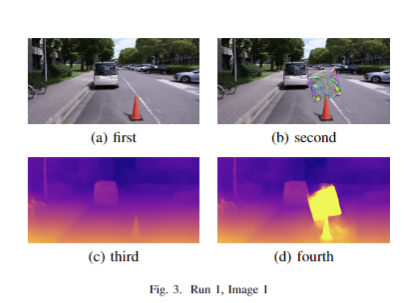 (a) first
(b) second
(c) third
(d) fourth
Fig. 3. Run 1, Image 1